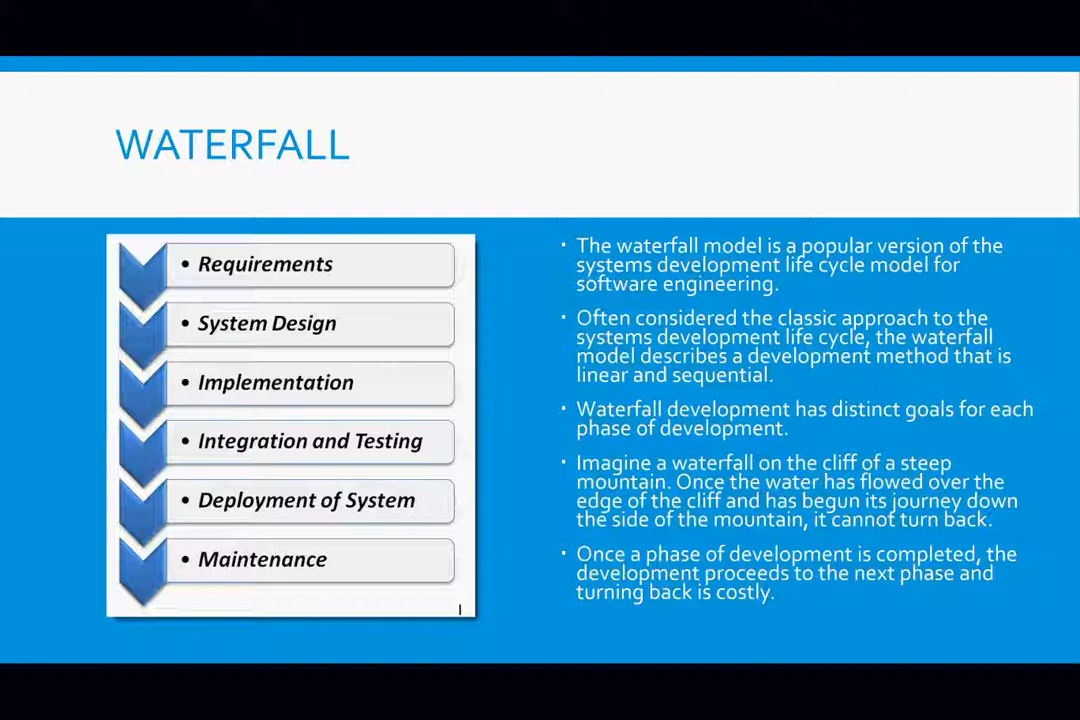 WATERFALL
• Requirements
• System Design
• Implementation
• Integration and Testing
• Deployment of System
• Maintenance
▪ The waterfall model is a popular version of the
systems development life cycle model for
software engineering.
▪ Often considered the classic approach to the
systems development life cycle, the waterfall
model describes a development method that is
linear and sequential.
▪ Waterfall development has distinct goals for each
phase of development.
▪ Imagine a waterfall on the cliff of a steep
mountain. Once the water has flowed over the
edge of the cliff and has begun its journey down
the side of the mountain, it cannot turn back.
▪ Once a phase of development is completed, the
development proceeds to the next phase and
turning back is costly.